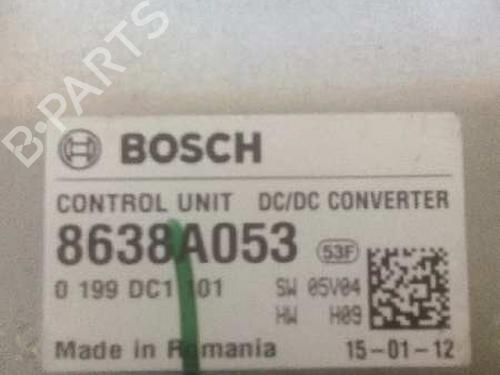 B-PARTS
BOSCH
CONTROL UNIT DC/DC CONVERTER
8638A053 53F
0 199 DC1 101 SW 05V04
HW H09
Made in Romania 15-01-12